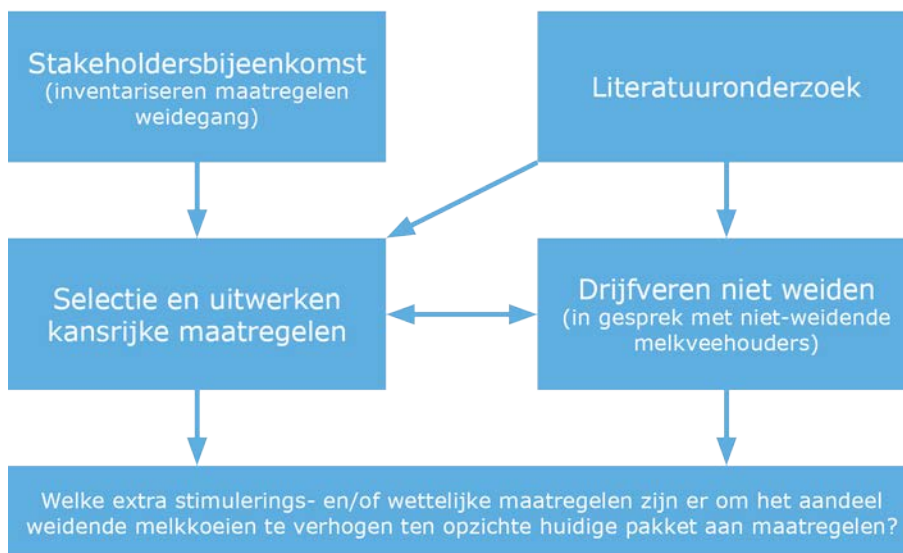 Stakeholdersbijeenkomst
(inventariseren maatregelen
weidegang)
Literatuuronderzoek
Selectie en uitwerken
kansrijke maatregelen
Drijfveren niet weiden
(in gesprek met niet-weidende
melkveehouders)
Welke extra stimulerings- en/of wettelijke maatregelen zijn er om het aandeel
weidende melkkoeien te verhogen ten opzichte huidige pakket aan maatregelen?